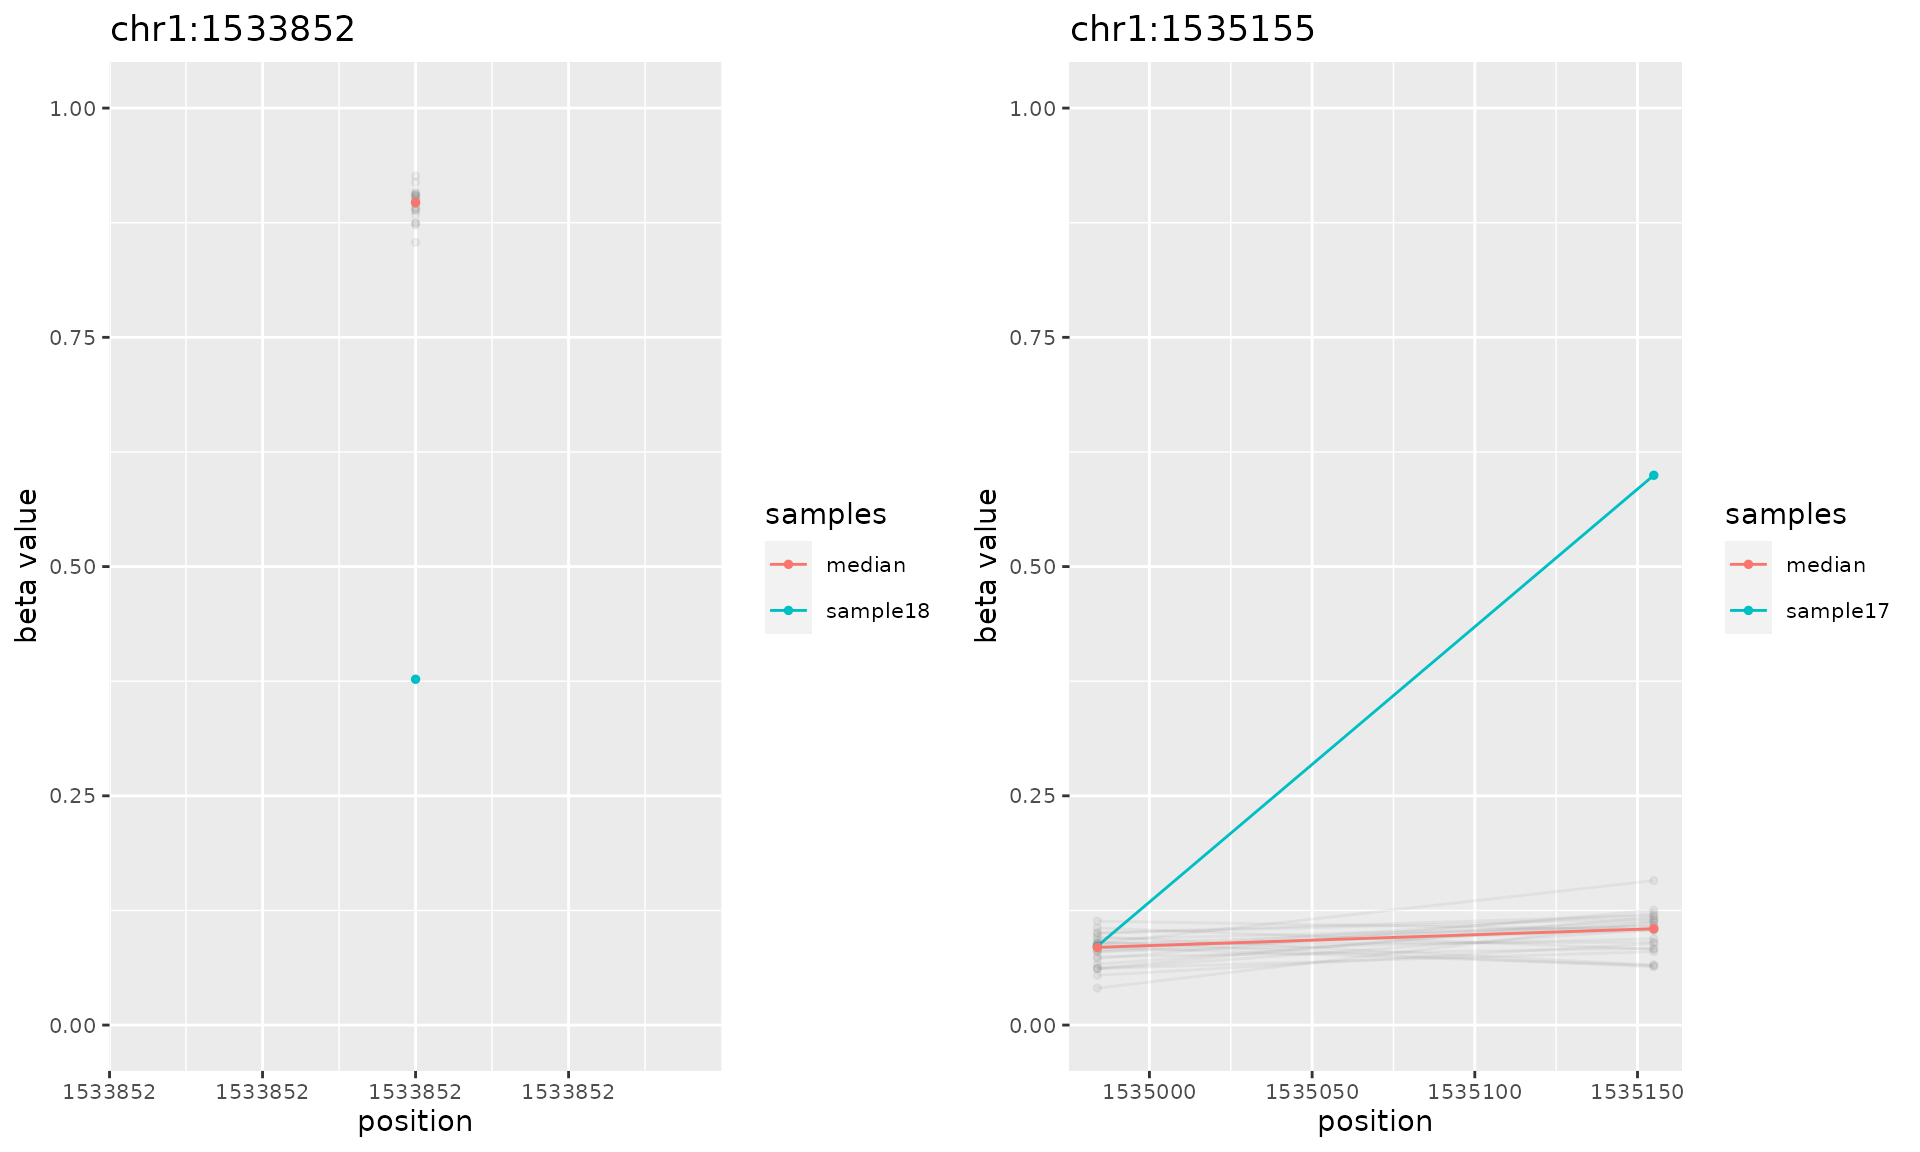 chr1:1533852
1.00
0.75
0.50
0.25
0.00
beta value
1533852 1533852 1533852 1533852
position
samples
median
sample18
chr1:1535155
1.00
0.75
0.50
0.25
0.00
beta value
1535000 1535050 1535100 1535150
position
samples
median
sample17